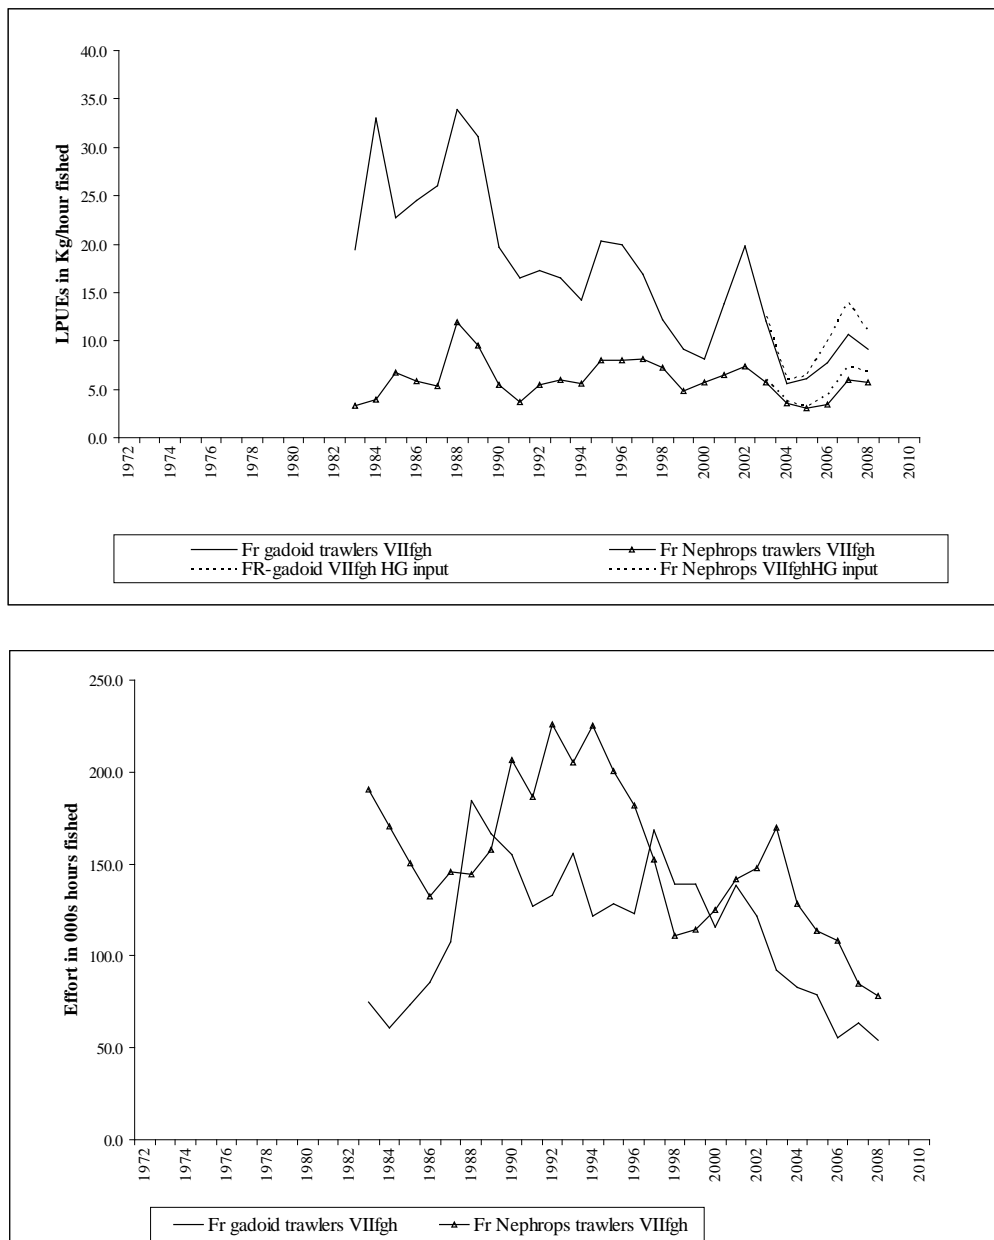 40.0
35.0
30.0
25.0
20.0
15.0
10.0
5.0
0.0
LPUEs in Kg/hour fished
1972 1974 1976 1978 1980 1982 1984 1986 1988 1990 1992 1994 1996 1998 2000 2002 2004 2006 2008 2010
Fr gadoid trawlers VIIfgh Fr Nephrops trawlers VIIfgh
FR-gadoid VIIfgh HG input Fr Nephrops VIIfghHG input
250.0
200.0
150.0
100.0
50.0
0.0
Effort in 000s hours fished
1972 1974 1976 1978 1980 1982 1984 1986 1988 1990 1992 1994 1996 1998 2000 2002 2004 2006 2008 2010
Fr gadoid trawlers VIIfgh Fr Nephrops trawlers VIIfgh